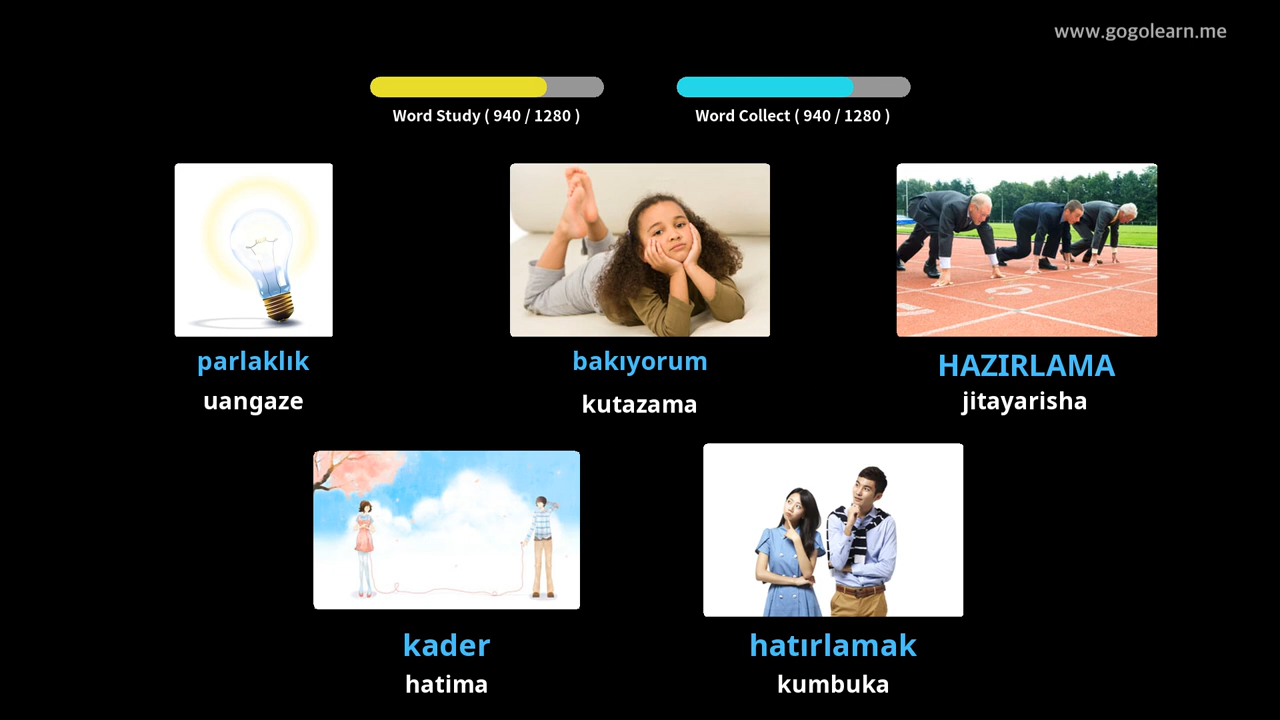 www.gogolearn.me
Word Study ( 940 / 1280 )
Word Collect ( 940 / 1280 )
parlaklık
uangaze
bakıyorum
kutazama
HAZIRLAMA
jitayarisha
kader
hatima
hatırlamak
kumbuka